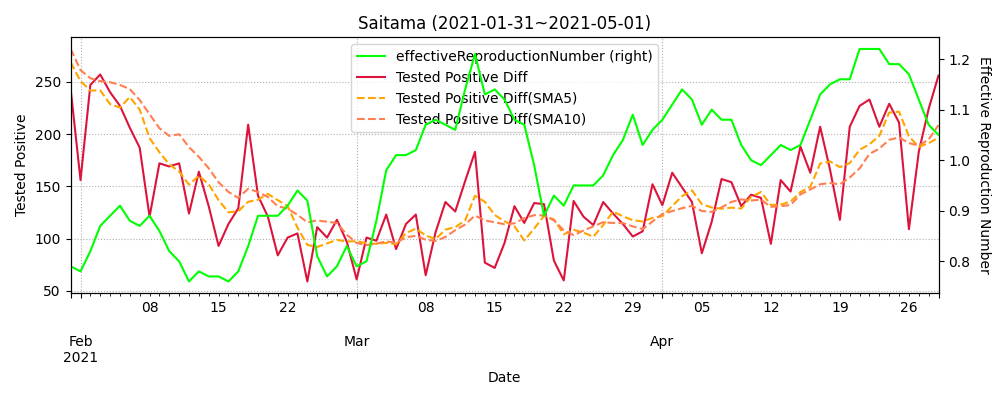 Saitama (2021-01-31~2021-05-01)
effectiveReproductionNumber (right)
Tested Positive Diff
Tested Positive Diff(SMA5)
Tested Positive Diff(SMA10)
Tested Positive
250
200
150
100
50
1.2
1.1
1.0
0.9
0.8
Effective Reproduction Number
08 15 22 08 15 22 29 05 12 19 26
Feb Mar Apr
2021
Date